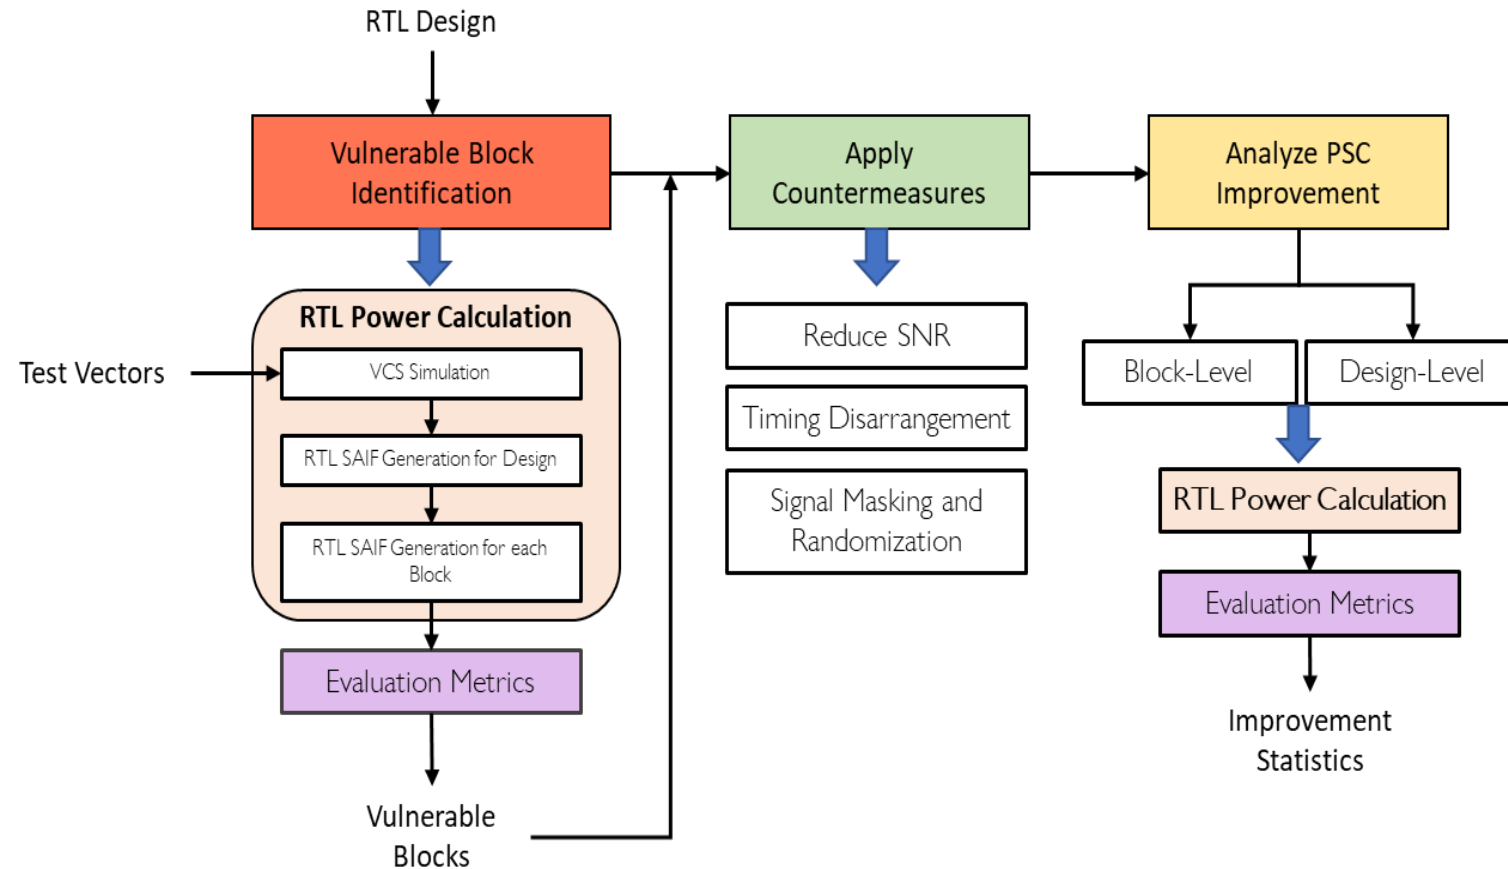 RTL Design
Vulnerable Block
Identification
Apply
Countermeasures
Analyze PSC
Improvement
RTL Power Calculation
Test Vectors
VCS Simulation
RTL SAIF Generation for Design
RTL SAIF Generation for each
Block
Evaluation Metrics
Vulnerable
Blocks
Reduce SNR
Timing Disarrangement
Signal Masking and
Randomization
Block-Level
Design-Level
RTL Power Calculation
Evaluation Metrics
Improvement
Statistics